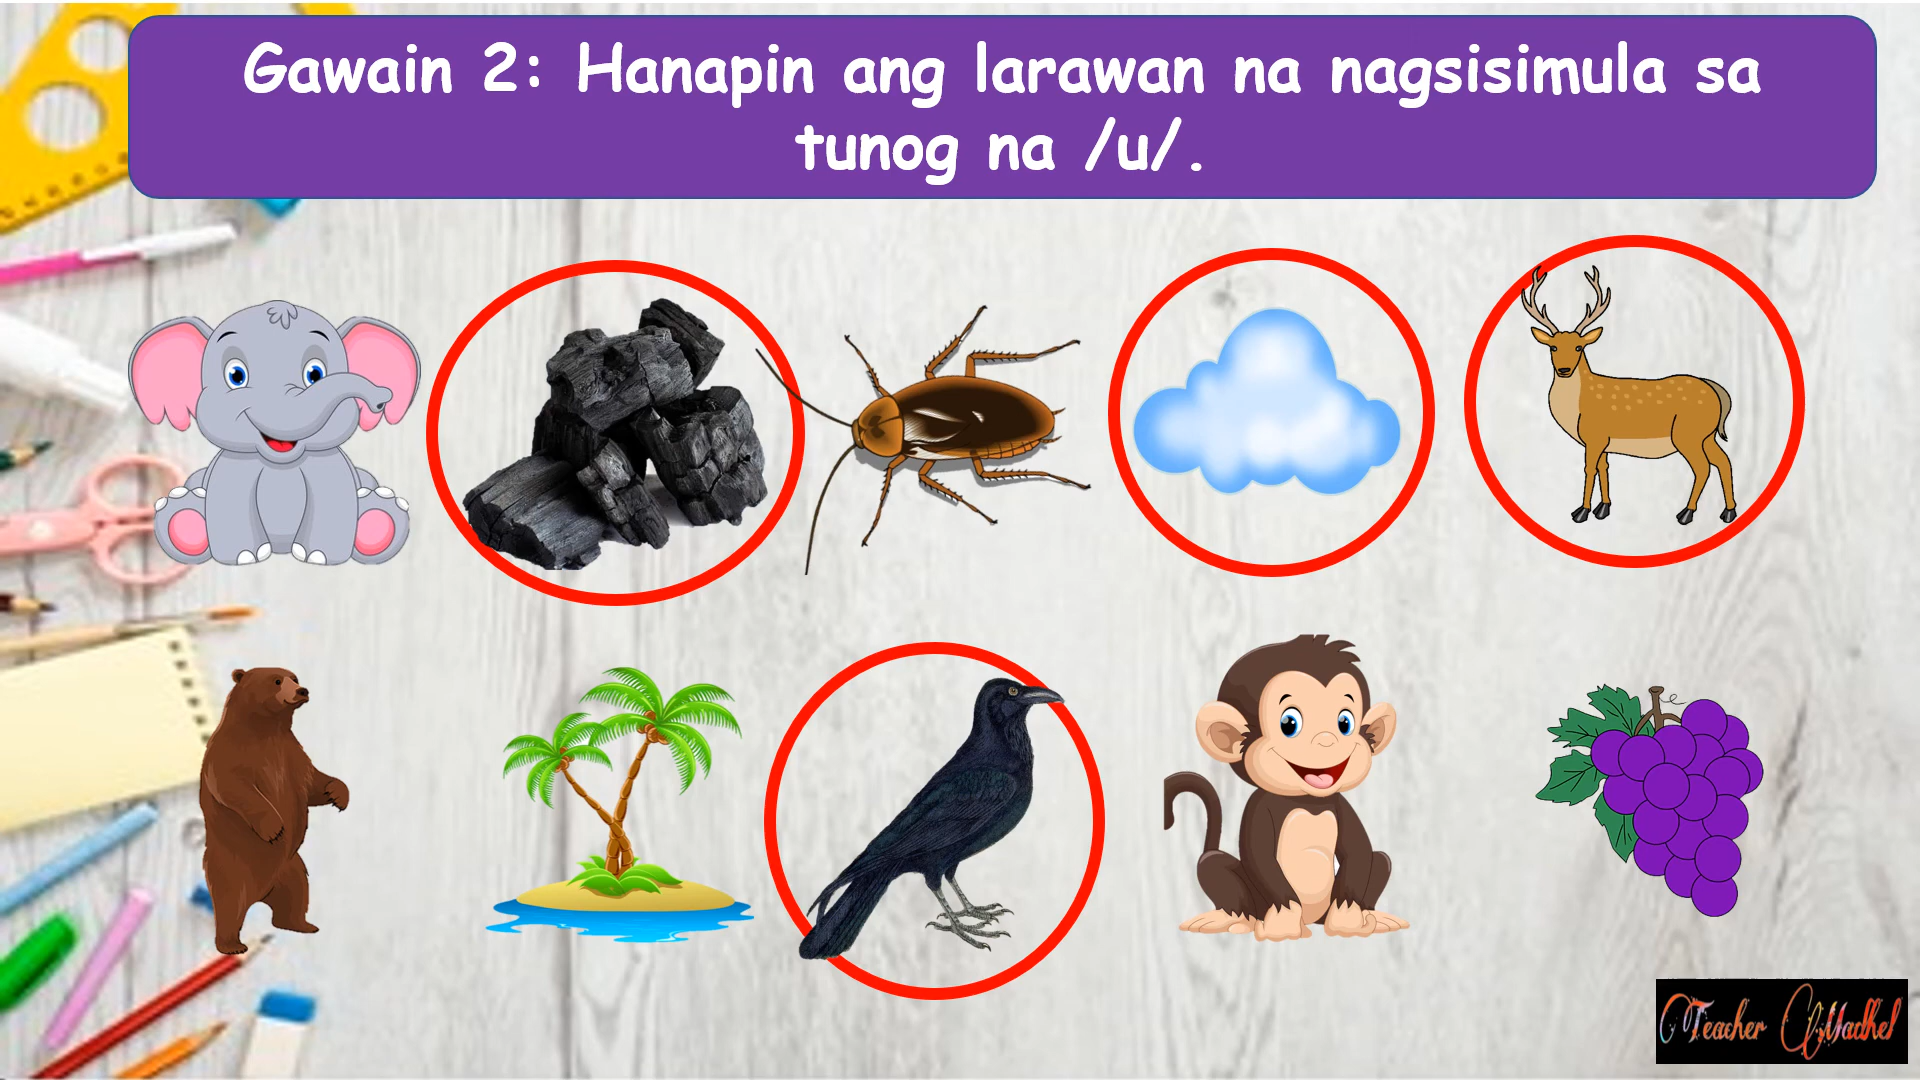 Gawain 2: Hanapin ang larawan na nagsisimula sa
tunog na /u/.
Teacher Madhel